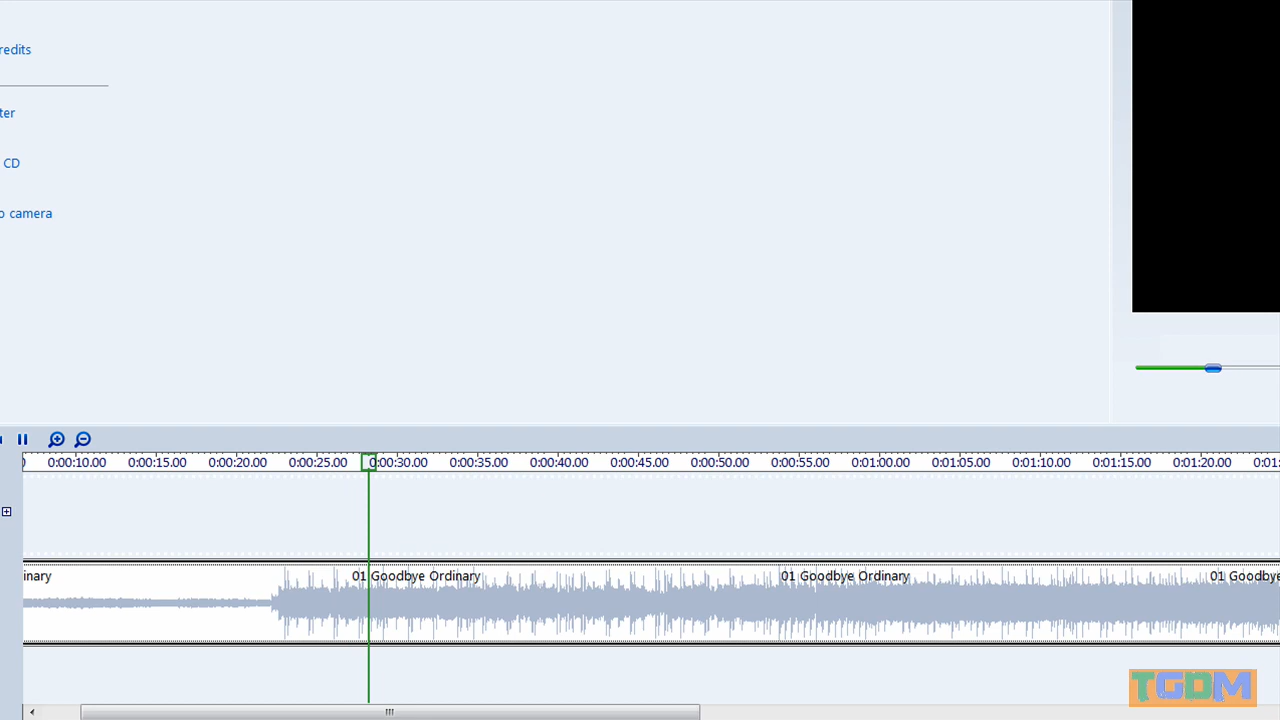 redits
ter
CD
o camera
0:00:10.00 0:00:15.00 0:00:20.00 0:00:25.00 0:00:30.00 0:00:35.00 0:00:40.00 0:00:45.00 0:00:50.00 0:00:55.00 0:01:00.00 0:01:05.00 0:01:10.00 0:01:15.00 0:01:20.00 0:01:
inary 01 Goodbye Ordinary 01 Goodbye Ordinary 01 Goodbye
TGDM